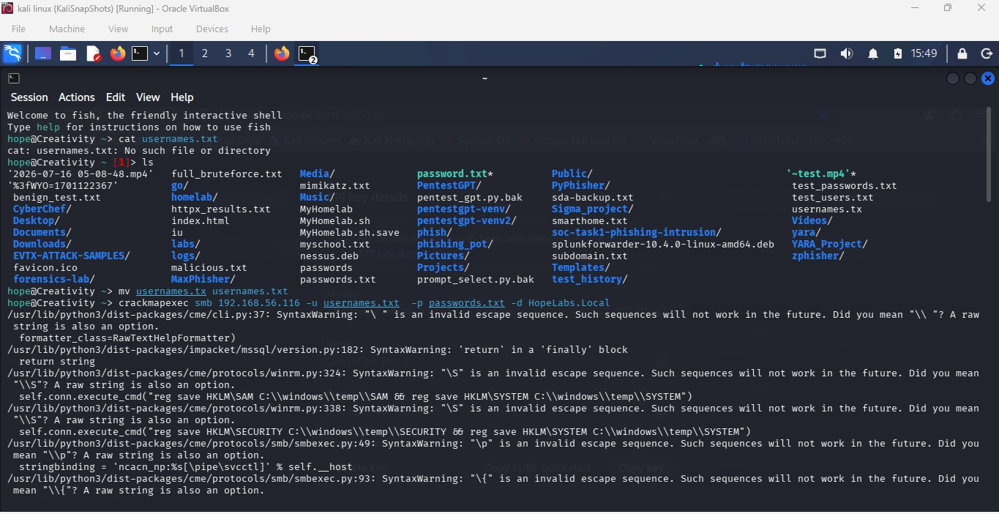 kali linux (KaliSnapShots) [Running] - Oracle VirtualBox
File Machine View Input Devices Help
1 2 3 4 2 15:49
~
Session Actions Edit View Help
Welcome to fish, the friendly interactive shell
Type help for instructions on how to use fish
hope@Creativity ~> cat usernames.txt
cat: usernames.txt: No such file or directory
hope@Creativity ~ [1]> ls
'2026-07-16 05-08-48.mp4' full_bruteforce.txt Media/ password.txt* Public/ '~test.mp4'*
'%3fWYO=1701122367' go/ mimikatz.txt PentestGPT/ PyPhisher/ test_passwords.txt
benign_test.txt homelab/ Music/ pentest_gpt.py.bak sda-backup.txt test_users.txt
CyberChef/ httpx_results.txt MyHomelab pentestgpt-venv/ Sigma_project/ usernames.tx
Desktop/ index.html MyHomelab.sh pentestgpt-venv2/ smarthome.txt Videos/
Documents/ iu MyHomelab.sh.save phish/ soc-task1-phishing-intrusion/ yara/
Downloads/ labs/ myschool.txt phishing_pot/ splunkforwarder-10.4.0-linux-amd64.deb YARA_Project/
EVTX-ATTACK-SAMPLES/ logs/ nessus.deb Pictures/ subdomain.txt zphisher/
favicon.ico malicious.txt passwords Projects/ Templates/
forensics-lab/ MaxPhisher/ passwords.txt prompt_select.py.bak test_history/
hope@Creativity ~> mv usernames.tx usernames.txt
hope@Creativity ~> crackmapexec smb 192.168.56.116 -u usernames.txt -p passwords.txt -d HopeLabs.Local
/usr/lib/python3/dist-packages/cme/cli.py:37: SyntaxWarning: "\ " is an invalid escape sequence. Such sequences will not work in the future. Did you mean "\\ "? A raw
string is also an option.
formatter_class=RawTextHelpFormatter)
/usr/lib/python3/dist-packages/impacket/mssql/version.py:182: SyntaxWarning: 'return' in a 'finally' block
return string
/usr/lib/python3/dist-packages/cme/protocols/winrm.py:324: SyntaxWarning: "\S" is an invalid escape sequence. Such sequences will not work in the future. Did you mean
"\\S"? A raw string is also an option.
self.conn.execute_cmd("reg save HKLM\SAM C:\\windows\\temp\\SAM && reg save HKLM\SYSTEM C:\\windows\\temp\\SYSTEM")
/usr/lib/python3/dist-packages/cme/protocols/winrm.py:338: SyntaxWarning: "\S" is an invalid escape sequence. Such sequences will not work in the future. Did you mean
"\\S"? A raw string is also an option.
self.conn.execute_cmd("reg save HKLM\SECURITY C:\\windows\\temp\\SECURITY && reg save HKLM\SYSTEM C:\\windows\\temp\\SYSTEM")
/usr/lib/python3/dist-packages/cme/protocols/smb/smbexec.py:49: SyntaxWarning: "\p" is an invalid escape sequence. Such sequences will not work in the future. Did you
mean "\\p"? A raw string is also an option.
stringbinding = 'ncacn_np:%s[\pipe\svcctl]' % self.__host
/usr/lib/python3/dist-packages/cme/protocols/smb/smbexec.py:93: SyntaxWarning: "\{" is an invalid escape sequence. Such sequences will not work in the future. Did you
mean "\\{"? A raw string is also an option.